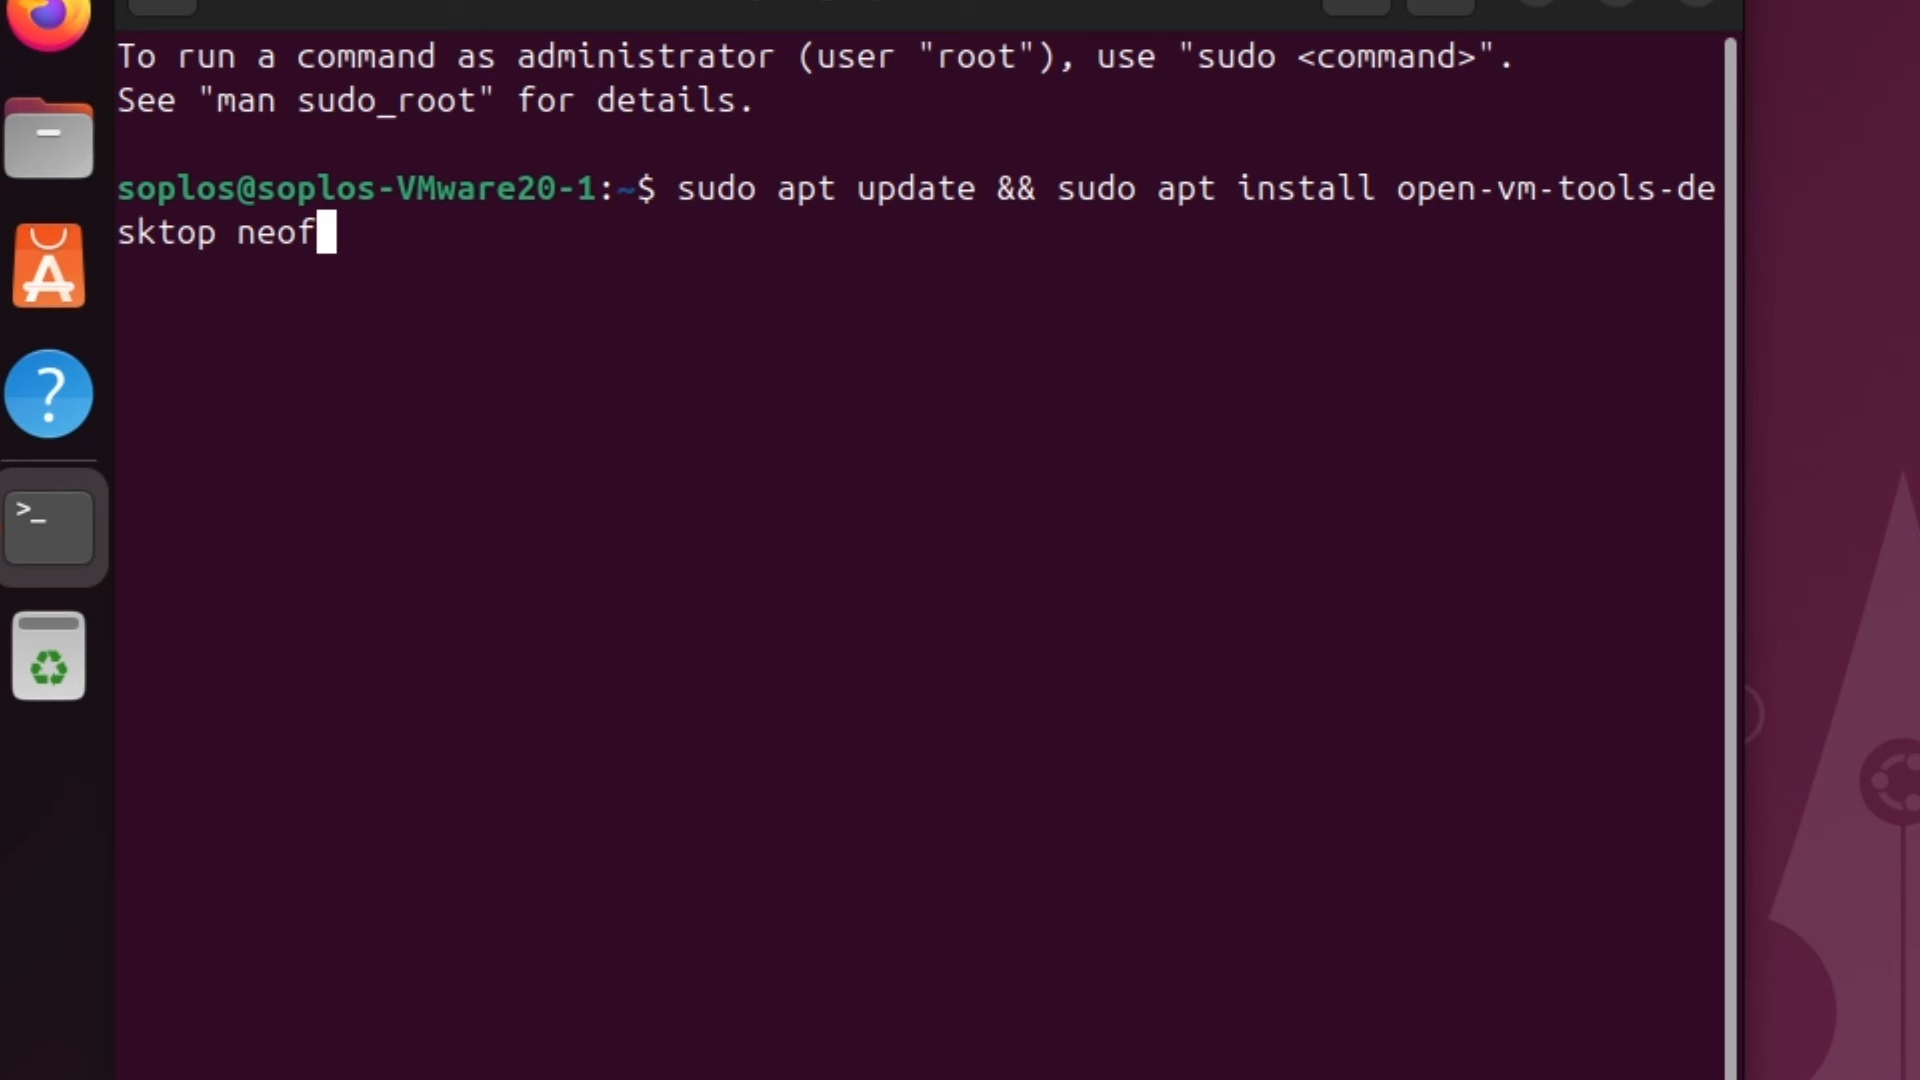 To run a command as administrator (user "root"), use "sudo <command>".
See "man sudo_root" for details.
soplos@soplos-VMware20-1:~$ sudo apt update && sudo apt install open-vm-tools-de
sktop neof